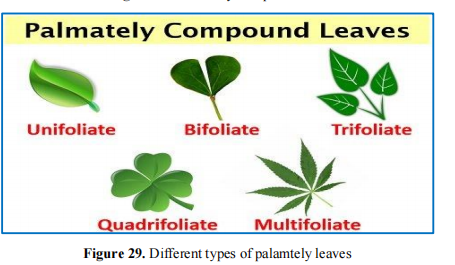 Palmately Compound Leaves
Unifoliate
Bifoliate
Trifoliate
Quadrifoliate
Multifoliate
Figure 29. Different types of palamtely leaves